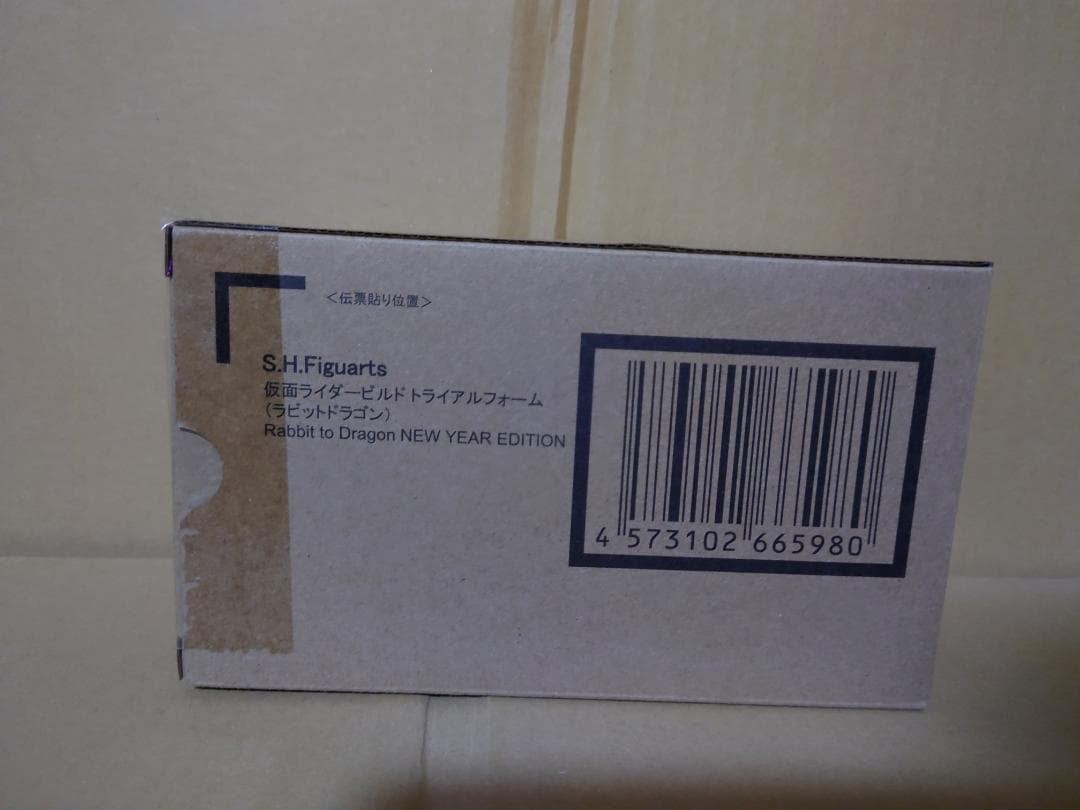 ＜伝票貼り位置＞
S.H.Figuarts
仮面ライダービルド トライアルフォーム
（ラビットドラゴン）
Rabbit to Dragon NEW YEAR EDITION
4 573102 665980